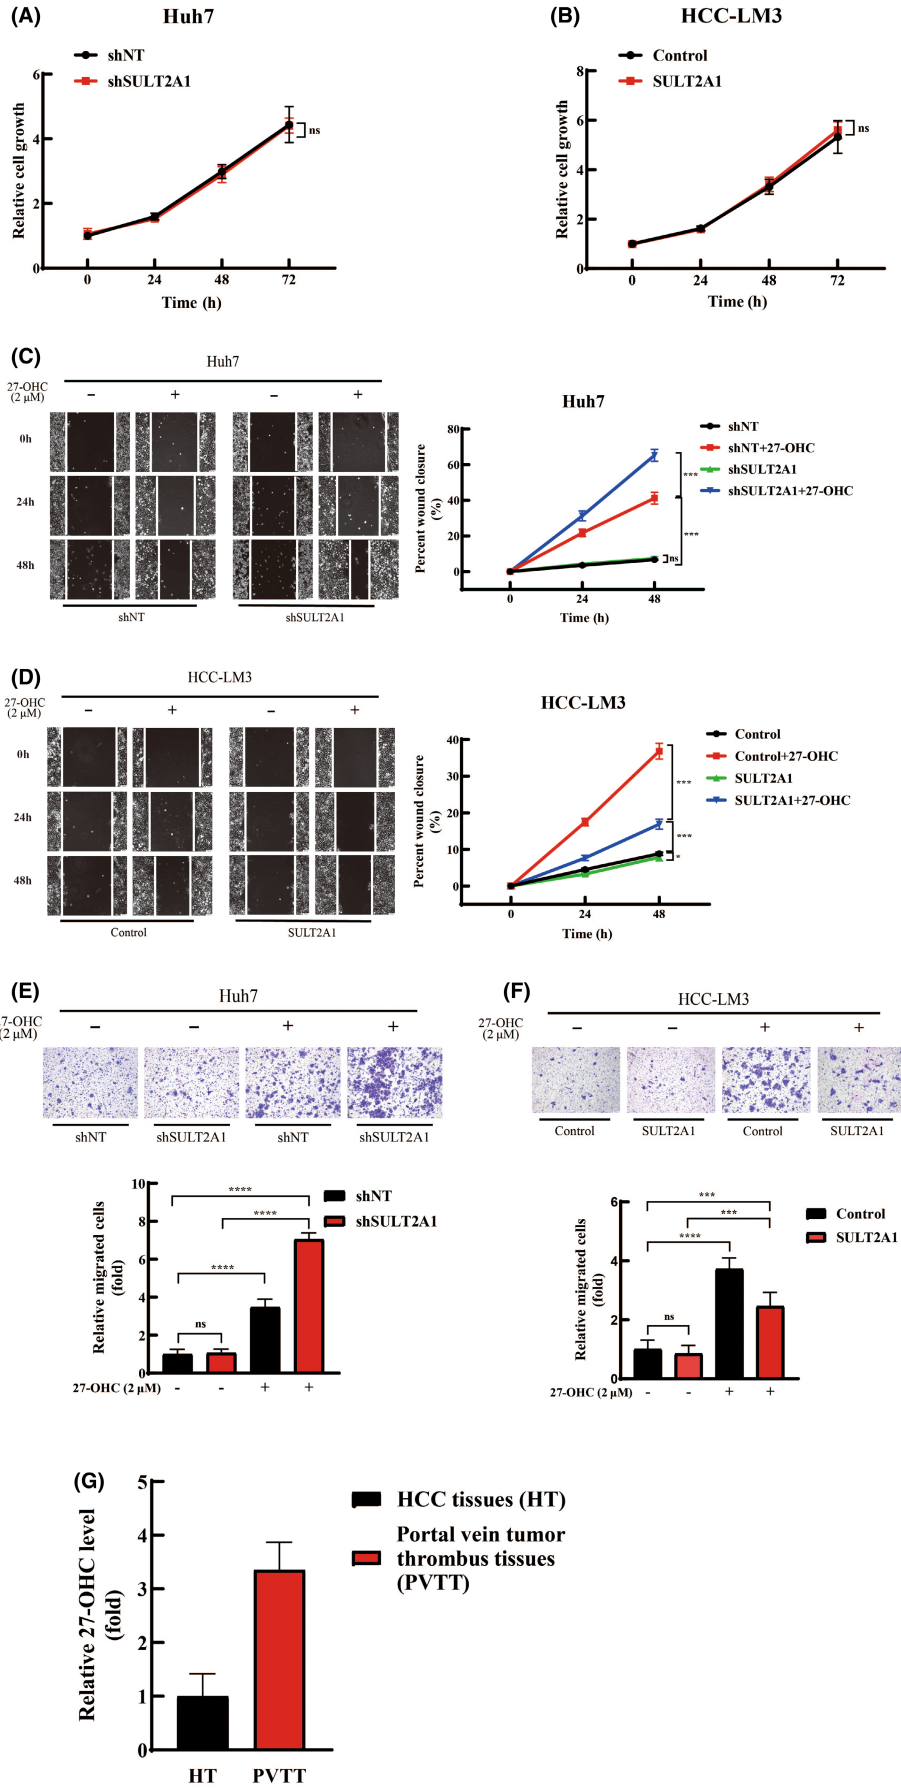 (A)
Huh7
shNT
shSULT2A1
Relative cell growth
6
4
2
0
0 24 48 72
ns
Time (h)
(B)
HCC-LM3
Control
SULT2A1
Relative cell growth
8
6
4
2
0
0 24 48 72
ns
Time (h)
(C)
Huh7
27-OHC
(2 μM)
– + – +
0h
24h
48h
shNT shSULT2A1
Huh7
shNT
shNT+27-OHC
shSULT2A1
shSULT2A1+27-OHC
Percent wound closure
(%)
80
60
40
20
0
0 24 48
***
***
ns
Time (h)
(D)
HCC-LM3
27-OHC
(2 μM)
– + – +
0h
24h
48h
Control SULT2A1
HCC-LM3
Control
Control+27-OHC
SULT2A1
SULT2A1+27-OHC
Percent wound closure
(%)
40
30
20
10
0
0 24 48
***
***
*
Time (h)
(E)
Huh7
27-OHC
(2 μM)
– – + +
shNT shSULT2A1 shNT shSULT2A1
shNT
shSULT2A1
Relative migrated cells
(fold)
10
8
6
4
2
0
****
****
****
ns
27-OHC (2 μM) - - + +
(F)
HCC-LM3
27-OHC
(2 μM)
– – + +
Control SULT2A1 Control SULT2A1
Control
SULT2A1
Relative migrated cells
(fold)
6
4
2
0
***
***
****
ns
27-OHC (2 μM) - - + +
(G)
Relative 27-OHC level
(fold)
5
4
3
2
1
0
HT PVTT
HCC tissues (HT)
Portal vein tumor
thrombus tissues
(PVTT)